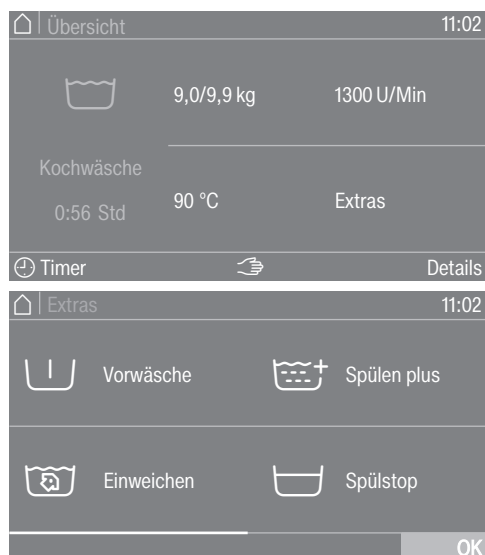 Übersicht 11:02
9,0/9,9 kg 1300 U/Min
Kochwäsche
0:56 Std
90 °C Extras
Timer Details
Extras 11:02
Vorwäsche Spülen plus
Einweichen Spülstop
OK